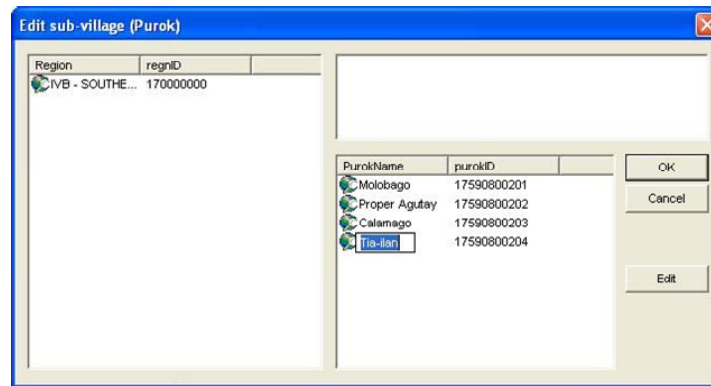 Edit sub-village (Purok)
Region regnID
IVB - SOUTHE... 170000000
PurokName purokID
Molobago 17590800201
Proper Agutay 17590800202
Calamago 17590800203
Tia-ilan 17590800204
OK
Cancel
Edit